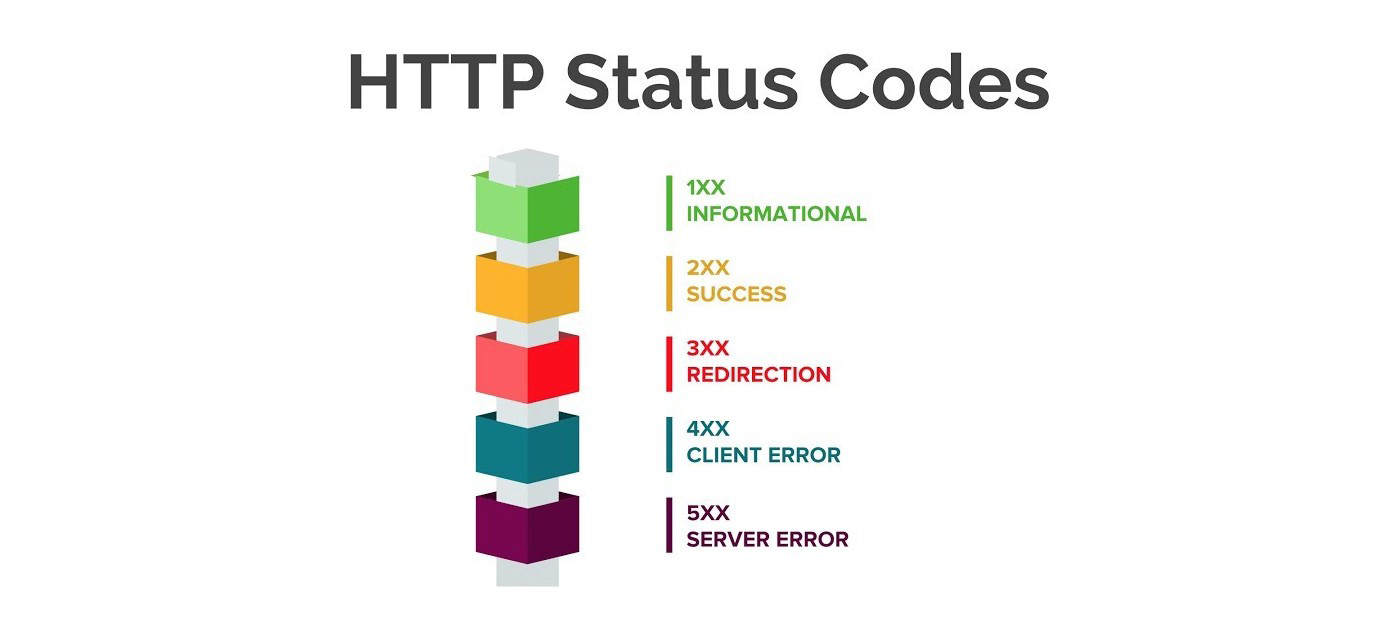 HTTP Status Codes
1XX
INFORMATIONAL
2XX
SUCCESS
3XX
REDIRECTION
4XX
CLIENT ERROR
5XX
SERVER ERROR